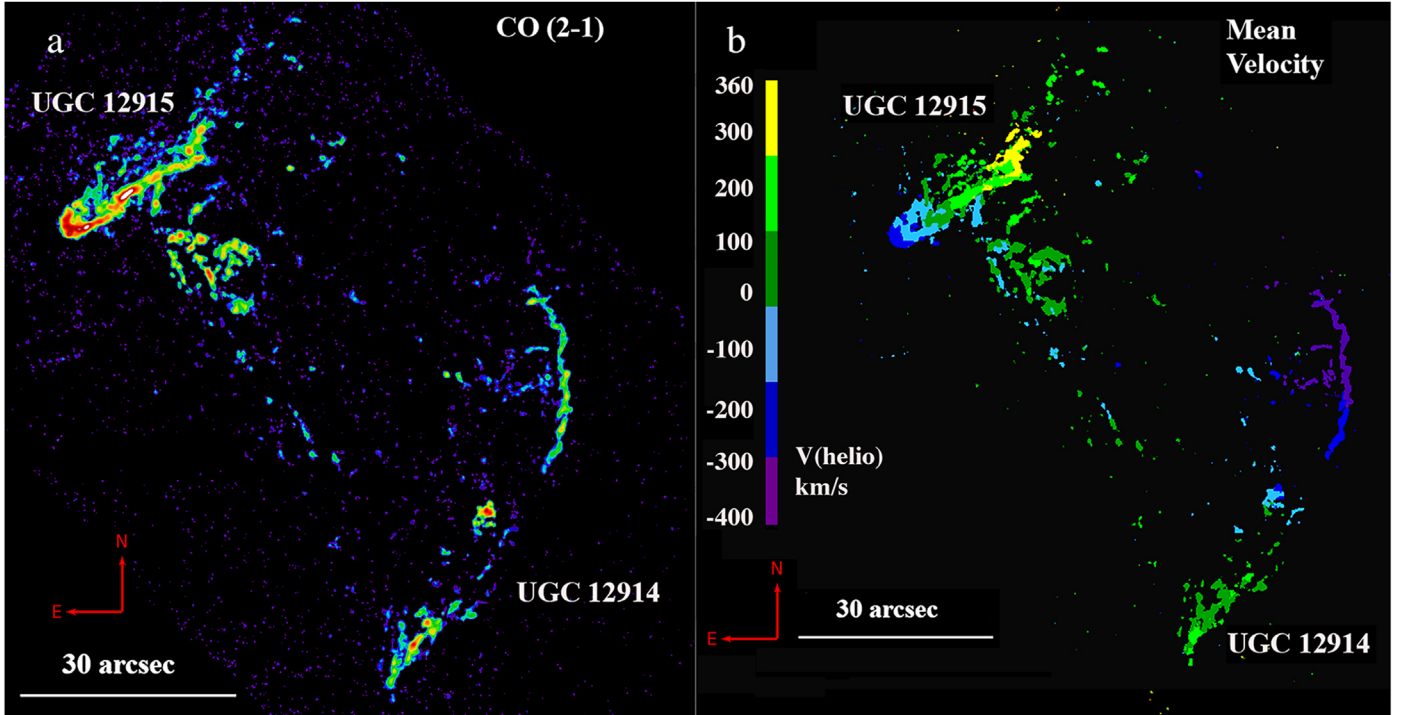 a
CO (2-1)
UGC 12915
N
E
UGC 12914
30 arcsec
b
Mean
Velocity
UGC 12915
360
300
200
100
0
-100
-200
-300
-400
V(helio)
km/s
N
E
30 arcsec
UGC 12914